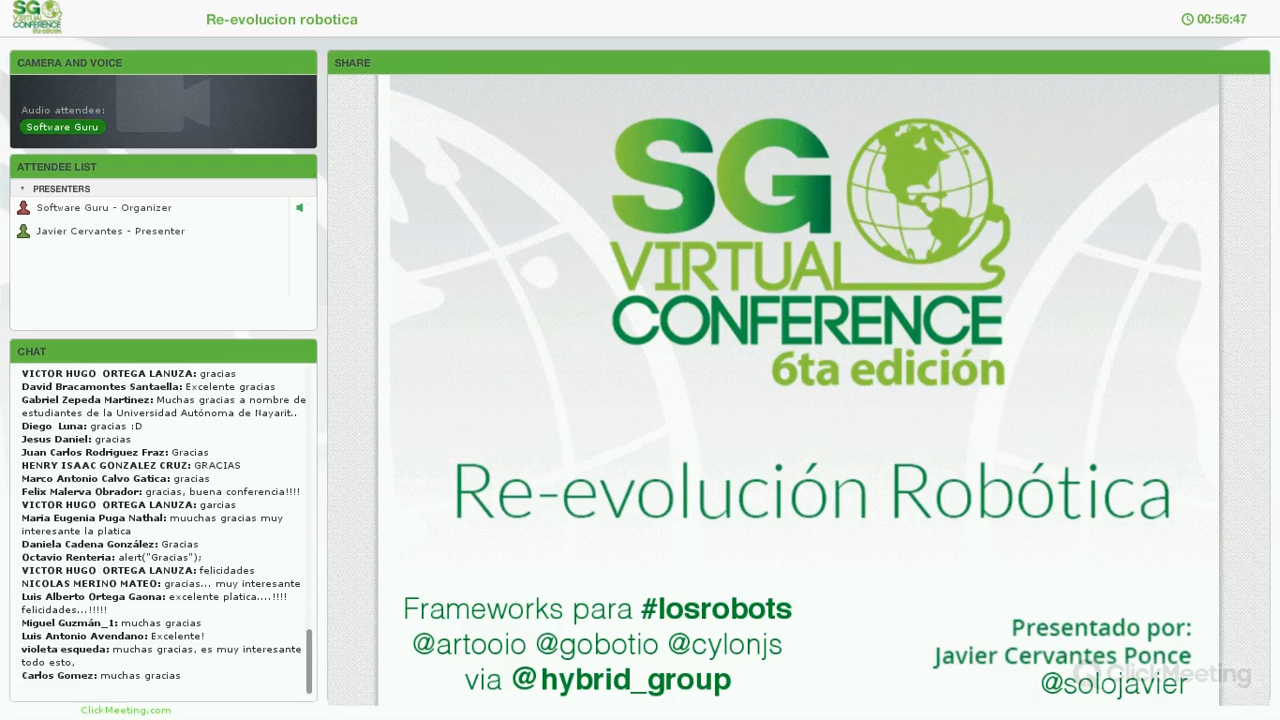 SG
VIRTUAL
CONFERENCE
6ta edición
Re-evolucion robotica
00:56:47
CAMERA AND VOICE
Audio attendee:
Software Guru
ATTENDEE LIST
PRESENTERS
Software Guru - Organizer
Javier Cervantes - Presenter
CHAT
VICTOR HUGO ORTEGA LANUZA: gracias
David Bracamontes Santaella: Excelente gracias
Gabriel Zepeda Martinez: Muchas gracias a nombre de
estudiantes de la Universidad Autónoma de Nayarit..
Diego Luna: gracias :D
Jesus Daniel: gracias
Juan Carlos Rodriguez Fraz: Gracias
HENRY ISAAC GONZALEZ CRUZ: GRACIAS
Marco Antonio Calvo Gatica: gracias
Felix Malerva Obrador: gracias, buena conferencia!!!!
VICTOR HUGO ORTEGA LANUZA: garcias
Maria Eugenia Puga Nathal: muuchas gracias muy
interesante la platica
Daniela Cadena González: Gracias
Octavio Renteria: alert("Gracias");
VICTOR HUGO ORTEGA LANUZA: felicidades
NICOLAS MERINO MATEO: gracias... muy interesante
Luis Alberto Ortega Gaona: excelente platica....!!!!
felicidades...!!!!!
Miguel Guzmán_1: muchas gracias
Luis Antonio Avendano: Excelente!
violeta esqueda: muchas gracias, es muy interesante
todo esto,
Carlos Gomez: muchas gracias
ClickMeeting.com
SHARE
SG
VIRTUAL
CONFERENCE
6ta edición
Re-evolución Robótica
Frameworks para #losrobots
@artooio @gobotio @cylonjs
via @hybrid_group
Presentado por:
Javier Cervantes Ponce
@solojavier
ClickMeeting